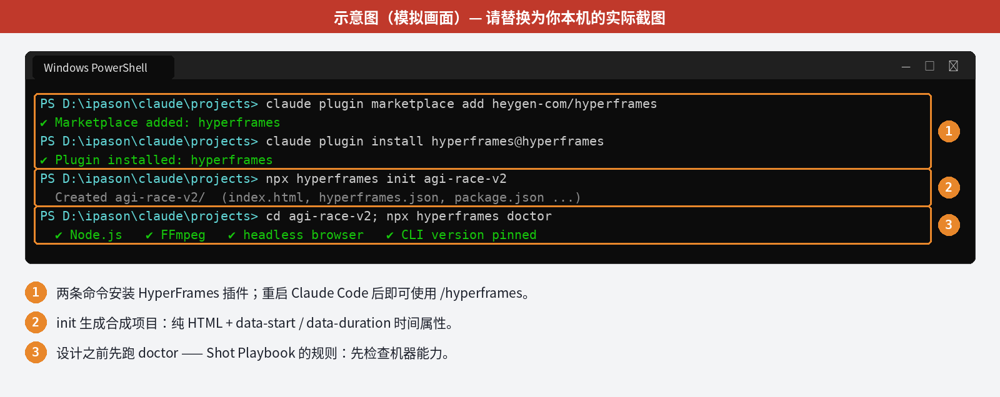 示意图（模拟画面）— 请替换为你本机的实际截图
Windows PowerShell
PS D:\ipason\claude\projects> claude plugin marketplace add heygen-com/hyperframes
✔ Marketplace added: hyperframes
PS D:\ipason\claude\projects> claude plugin install hyperframes@hyperframes
✔ Plugin installed: hyperframes
1
PS D:\ipason\claude\projects> npx hyperframes init agi-race-v2
Created agi-race-v2/  (index.html, hyperframes.json, package.json ...)
2
PS D:\ipason\claude\projects> cd agi-race-v2; npx hyperframes doctor
✔ Node.js   ✔ FFmpeg   ✔ headless browser   ✔ CLI version pinned
3
1 两条命令安装 HyperFrames 插件；重启 Claude Code 后即可使用 /hyperframes。
2 init 生成合成项目：纯 HTML + data-start / data-duration 时间属性。
3 设计之前先跑 doctor —— Shot Playbook 的规则：先检查机器能力。